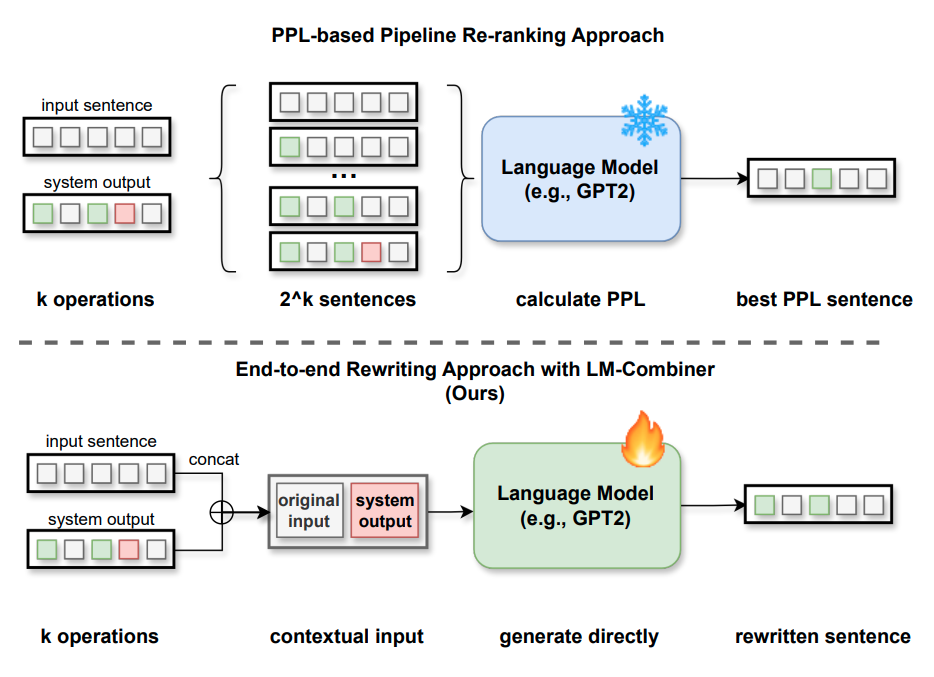 PPL-based Pipeline Re-ranking Approach
input sentence
system output
...
Language Model
(e.g., GPT2)
k operations
2^k sentences
calculate PPL
best PPL sentence
End-to-end Rewriting Approach with LM-Combiner
(Ours)
input sentence
concat
system output
original
input
system
output
Language Model
(e.g., GPT2)
k operations
contextual input
generate directly
rewritten sentence